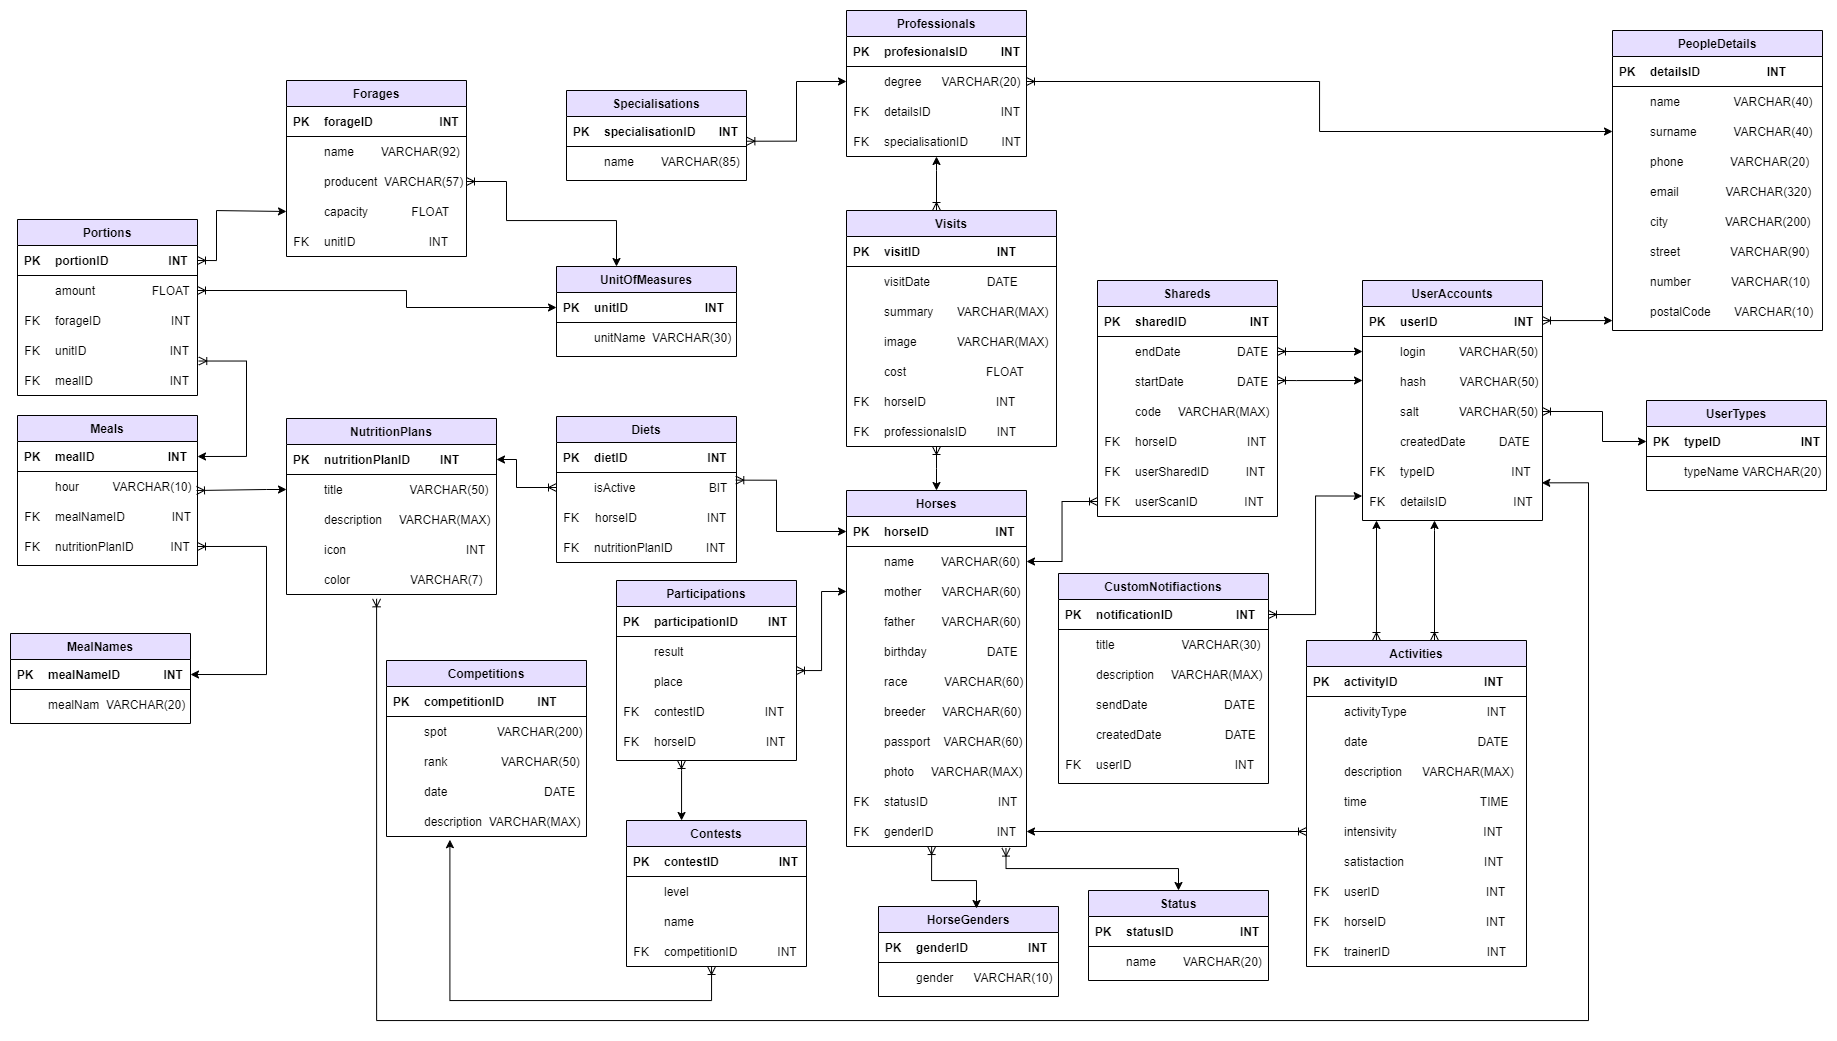 Professionals
PK profesionalsID INT
degree VARCHAR(20)
FK detailsID INT
FK specialisationID INT
PeopleDetails
PK detailsID INT
name VARCHAR(40)
surname VARCHAR(40)
phone VARCHAR(20)
email VARCHAR(320)
city VARCHAR(200)
street VARCHAR(90)
number VARCHAR(10)
postalCode VARCHAR(10)
Forages
PK forageID INT
name VARCHAR(92)
producent VARCHAR(57)
capacity FLOAT
FK unitID INT
Specialisations
PK specialisationID INT
name VARCHAR(85)
Portions
PK portionID INT
amount FLOAT
FK forageID INT
FK unitID INT
FK mealID INT
UnitOfMeasures
PK unitID INT
unitName VARCHAR(30)
Visits
PK visitID INT
visitDate DATE
summary VARCHAR(MAX)
image VARCHAR(MAX)
cost FLOAT
FK horseID INT
FK professionalsID INT
Shareds
PK sharedID INT
endDate DATE
startDate DATE
code VARCHAR(MAX)
FK horseID INT
FK userSharedID INT
FK userScanID INT
UserAccounts
PK userID INT
login VARCHAR(50)
hash VARCHAR(50)
salt VARCHAR(50)
createdDate DATE
FK typeID INT
FK detailsID INT
UserTypes
PK typeID INT
typeName VARCHAR(20)
Meals
PK mealID INT
hour VARCHAR(10)
FK mealNameID INT
FK nutritionPlanID INT
NutritionPlans
PK nutritionPlanID INT
title VARCHAR(50)
description VARCHAR(MAX)
icon INT
color VARCHAR(7)
Diets
PK dietID INT
isActive BIT
FK horseID INT
FK nutritionPlanID INT
Horses
PK horseID INT
name VARCHAR(60)
mother VARCHAR(60)
father VARCHAR(60)
birthday DATE
race VARCHAR(60)
breeder VARCHAR(60)
passport VARCHAR(60)
photo VARCHAR(MAX)
FK statusID INT
FK genderID INT
CustomNotifiactions
PK notificationID INT
title VARCHAR(30)
description VARCHAR(MAX)
sendDate DATE
createdDate DATE
FK userID INT
Participations
PK participationID INT
result
place
FK contestID INT
FK horseID INT
MealNames
PK mealNameID INT
mealNam VARCHAR(20)
Competitions
PK competitionID INT
spot VARCHAR(200)
rank VARCHAR(50)
date DATE
description VARCHAR(MAX)
Activities
PK activityID INT
activityType INT
date DATE
description VARCHAR(MAX)
time TIME
intensivity INT
satistaction INT
FK userID INT
FK horseID INT
FK trainerID INT
Contests
PK contestID INT
level
name
FK competitionID INT
HorseGenders
PK genderID INT
gender VARCHAR(10)
Status
PK statusID INT
name VARCHAR(20)